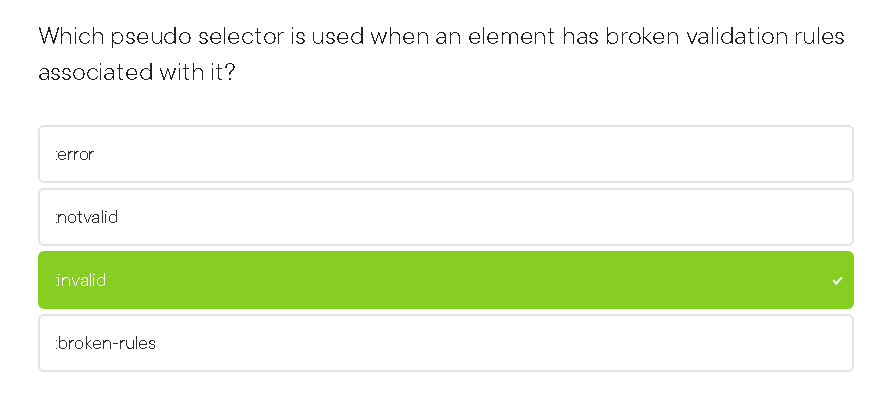 Which pseudo selector is used when an element has broken validation rules
associated with it?
:error
:notvalid
:invalid
:broken-rules